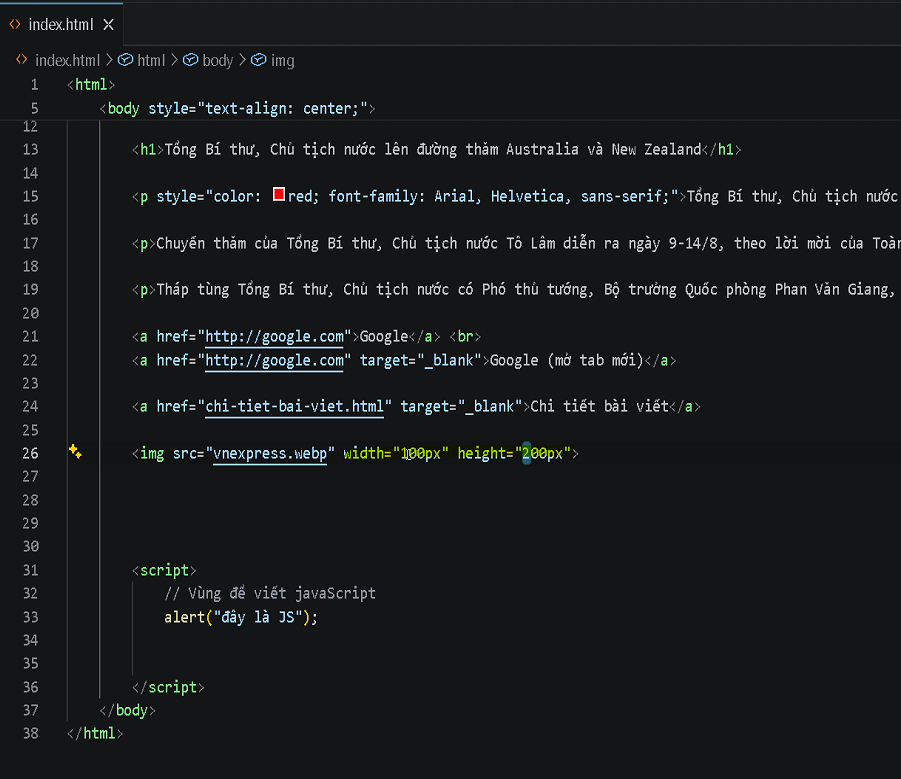 index.html
index.html > html > body > img
1 <html>
5 <body style="text-align: center;">
12
13 <h1>Tổng Bí thư, Chủ tịch nước lên đường thăm Australia và New Zealand</h1>
14
15 <p style="color: red; font-family: Arial, Helvetica, sans-serif;">Tổng Bí thư, Chủ tịch nước
16
17 <p>Chuyến thăm của Tổng Bí thư, Chủ tịch nước Tô Lâm diễn ra ngày 9-14/8, theo lời mời của Toàn
18
19 <p>Tháp tùng Tổng Bí thư, Chủ tịch nước có Phó thủ tướng, Bộ trưởng Quốc phòng Phan Văn Giang,
20
21 <a href="http://google.com">Google</a> <br>
22 <a href="http://google.com" target="_blank">Google (mở tab mới)</a>
23
24 <a href="chi-tiet-bai-viet.html" target="_blank">Chi tiết bài viết</a>
25
26 <img src="vnexpress.webp" width="100px" height="200px">
27
28
29
30
31 <script>
32 // Vùng để viết javaScript
33 alert("đây là JS");
34
35
36 </script>
37 </body>
38 </html>